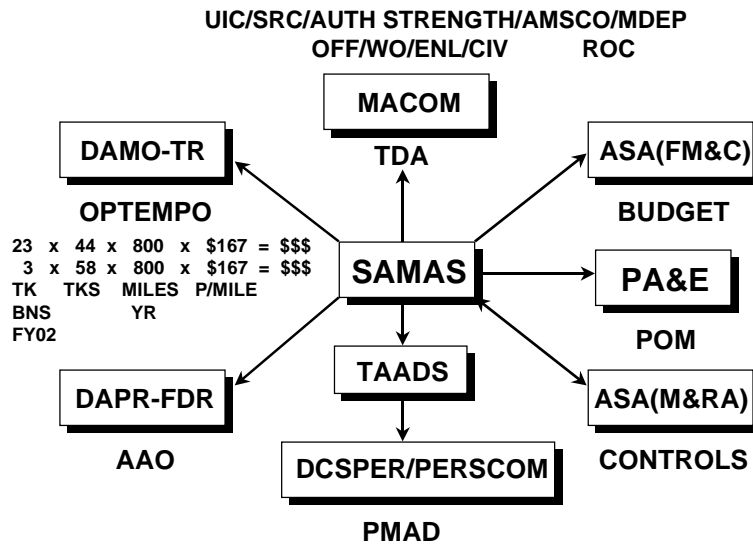 UIC/SRC/AUTH STRENGTH/AMSCO/MDEP
OFF/WO/ENL/CIV ROC
MACOM
TDA
DAMO-TR
OPTEMPO
ASA(FM&C)
BUDGET
23 x 44 x 800 x $167 = $$$
3 x 58 x 800 x $167 = $$$
TK TKS MILES P/MILE
BNS YR
FY02
SAMAS
PA&E
POM
TAADS
DAPR-FDR
AAO
ASA(M&RA)
CONTROLS
DCSPER/PERSCOM
PMAD